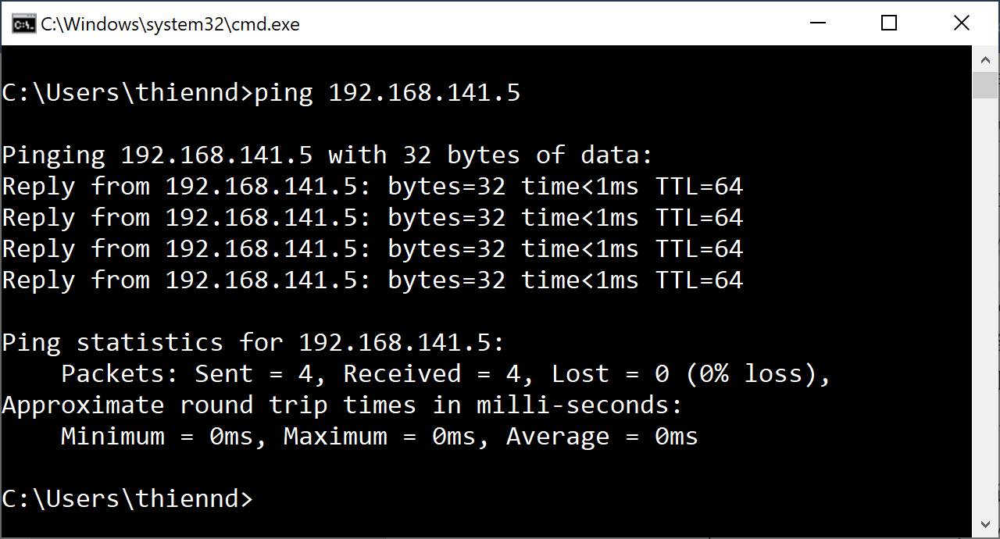 C:\Windows\system32\cmd.exe
C:\Users\thiennd>ping 192.168.141.5
Pinging 192.168.141.5 with 32 bytes of data:
Reply from 192.168.141.5: bytes=32 time<1ms TTL=64
Reply from 192.168.141.5: bytes=32 time<1ms TTL=64
Reply from 192.168.141.5: bytes=32 time<1ms TTL=64
Reply from 192.168.141.5: bytes=32 time<1ms TTL=64
Ping statistics for 192.168.141.5:
    Packets: Sent = 4, Received = 4, Lost = 0 (0% loss),
Approximate round trip times in milli-seconds:
    Minimum = 0ms, Maximum = 0ms, Average = 0ms
C:\Users\thiennd>